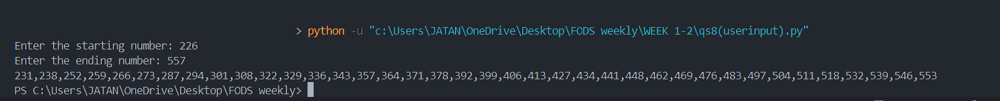 > python -u "c:\Users\JATAN\OneDrive\Desktop\FODS weekly\WEEK 1-2\qs8(userinput).py"
Enter the starting number: 226
Enter the ending number: 557
231,238,252,259,266,273,287,294,301,308,322,329,336,343,357,364,371,378,392,399,406,413,427,434,441,448,462,469,476,483,497,504,511,518,532,539,546,553
PS C:\Users\JATAN\OneDrive\Desktop\FODS weekly>